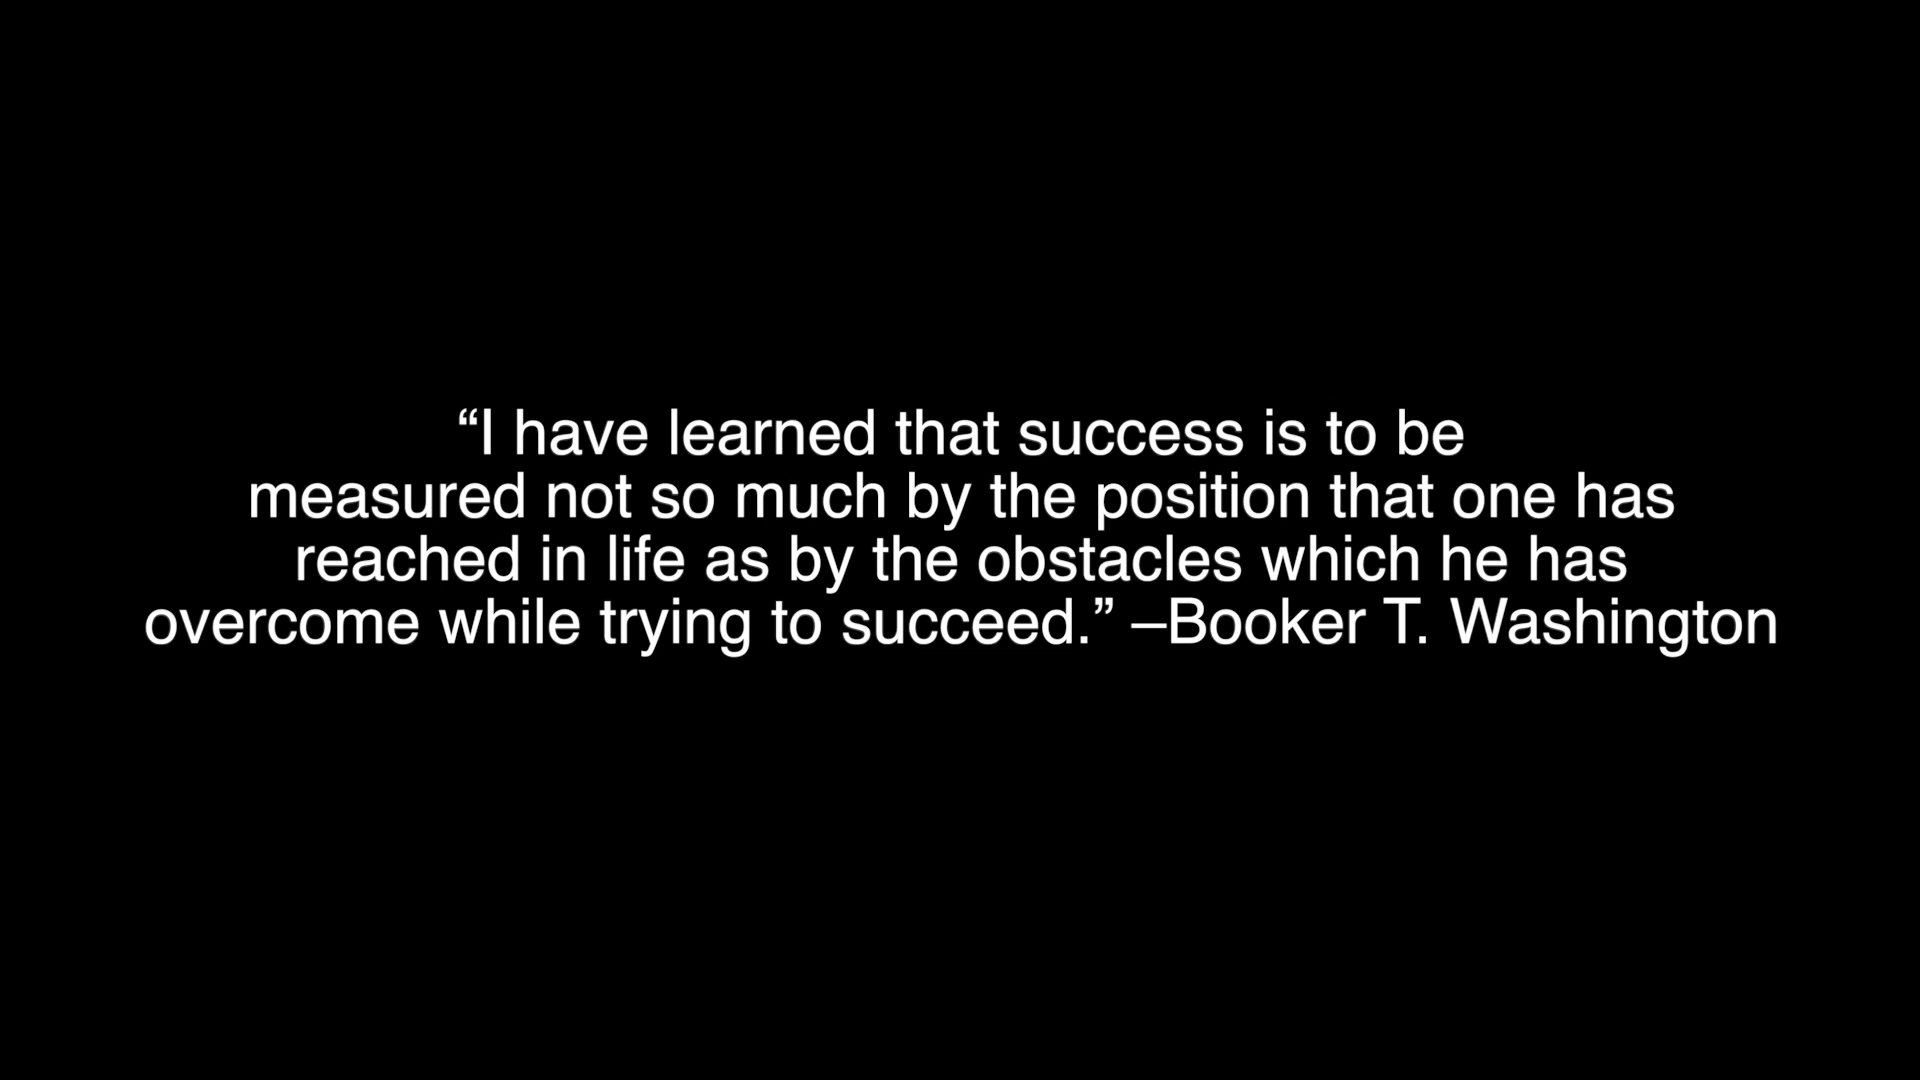 “I have learned that success is to be
measured not so much by the position that one has
reached in life as by the obstacles which he has
overcome while trying to succeed.” –Booker T. Washington